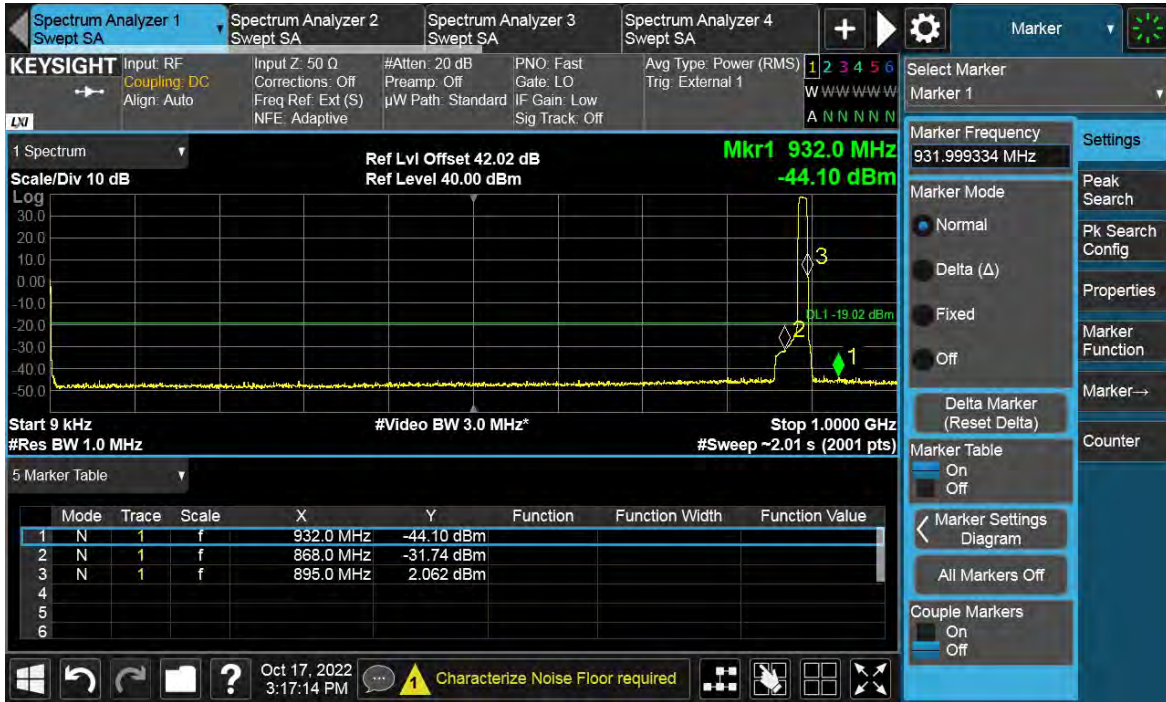 Spectrum Analyzer 1
Swept SA
Spectrum Analyzer 2
Swept SA
Spectrum Analyzer 3
Swept SA
Spectrum Analyzer 4
Swept SA
+
Marker
KEYSIGHT
LXI
Input: RF
Coupling: DC
Align: Auto
Input Z: 50 Ω
Corrections: Off
Freq Ref: Ext (S)
NFE: Adaptive
#Atten: 20 dB
Preamp: Off
µW Path: Standard
PNO: Fast
Gate: LO
IF Gain: Low
Sig Track: Off
Avg Type: Power (RMS)
Trig: External 1
1 2 3 4 5 6
W W W W W W
A N N N N N
Select Marker
Marker 1
1 Spectrum
Scale/Div 10 dB
Ref Lvl Offset 42.02 dB
Ref Level 40.00 dBm
Mkr1 932.0 MHz
-44.10 dBm
Log
30.0
20.0
10.0
0.00
-10.0
-20.0
-30.0
-40.0
-50.0
3
DL1 -19.02 dBm
2
1
Start 9 kHz
#Video BW 3.0 MHz*
Stop 1.0000 GHz
#Res BW 1.0 MHz
#Sweep ~2.01 s (2001 pts)
5 Marker Table
Mode Trace Scale X Y Function Function Width Function Value
1 N 1 f 932.0 MHz -44.10 dBm
2 N 1 f 868.0 MHz -31.74 dBm
3 N 1 f 895.0 MHz 2.062 dBm
4
5
6
Marker Frequency
931.999334 MHz
Marker Mode
Normal
Delta (Δ)
Fixed
Off
Delta Marker
(Reset Delta)
Marker Table
On
Off
Marker Settings
Diagram
All Markers Off
Couple Markers
On
Off
Settings
Peak
Search
Pk Search
Config
Properties
Marker
Function
Marker→
Counter
?
Oct 17, 2022
3:17:14 PM
1
Characterize Noise Floor required